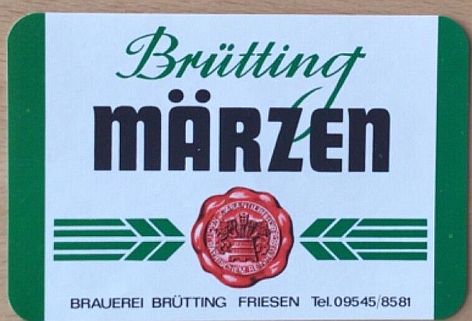 Brütting
MÄRZEN
BRAUEREI BRÜTTING FRIESEN Tel. 09545/8581